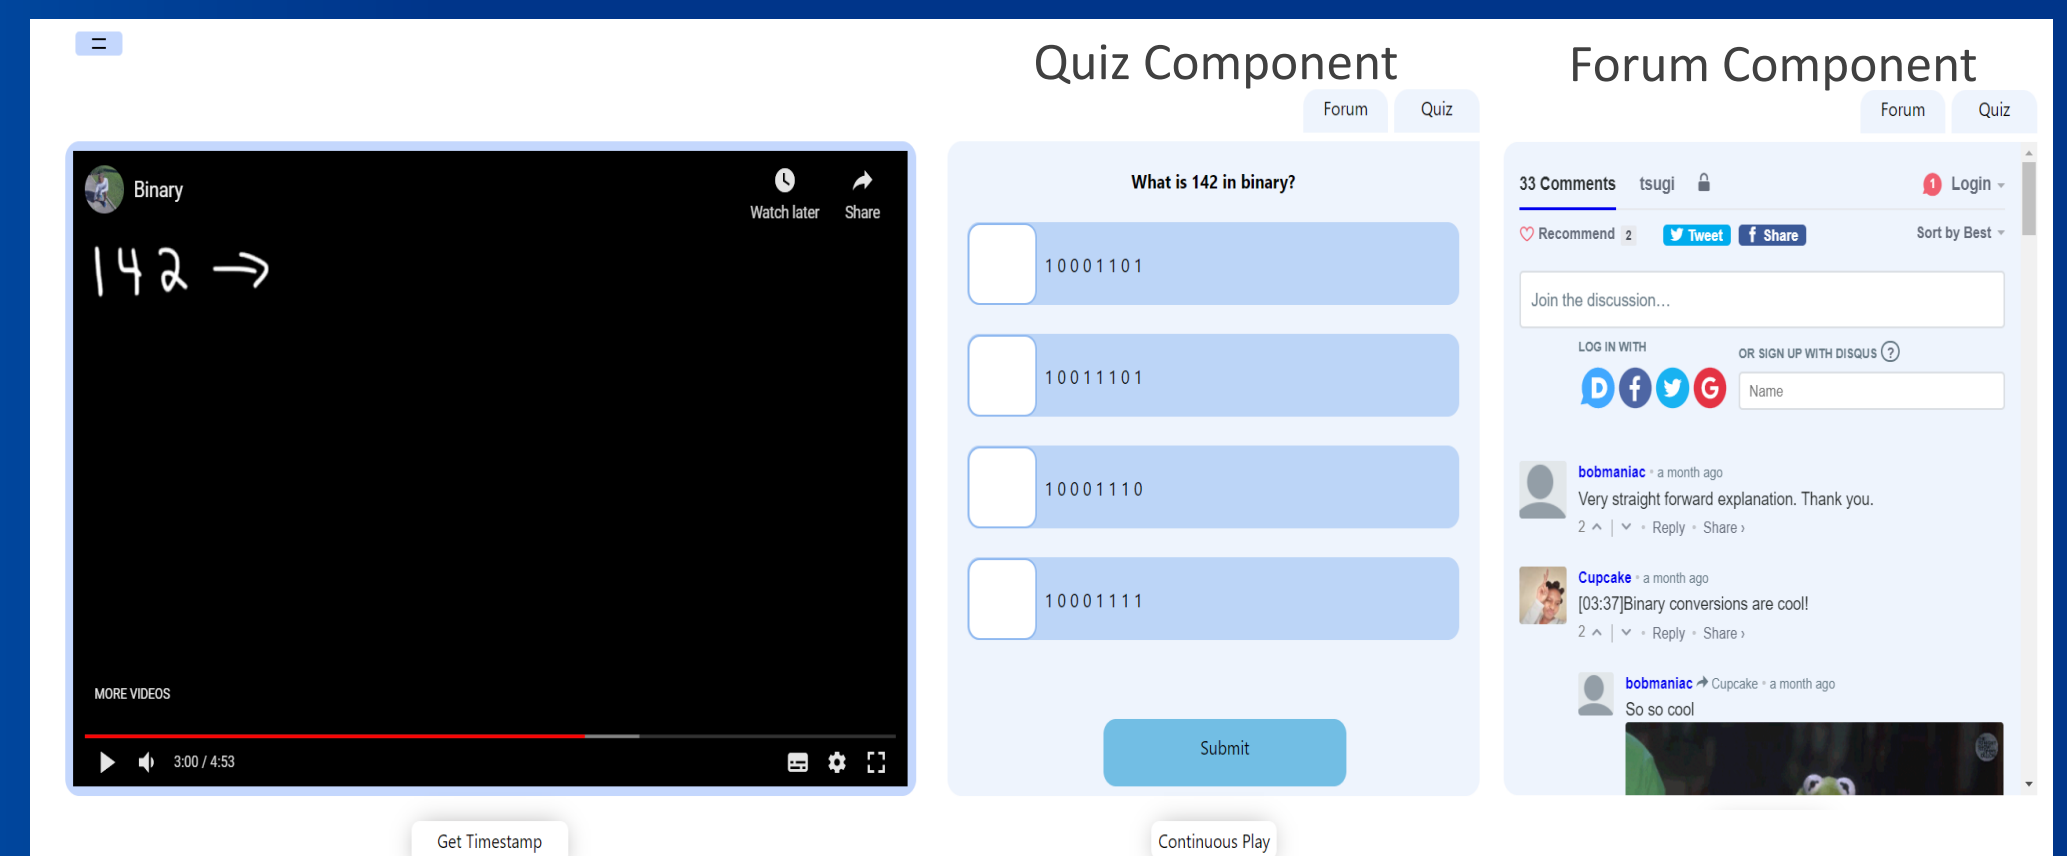 Quiz Component
Forum Component
Forum
Quiz
Forum
Quiz
Binary
Watch later
Share
142 →
MORE VIDEOS
3:00 / 4:53
Get Timestamp
What is 142 in binary?
10001101
10011101
10001110
10001111
Submit
Continuous Play
33 Comments tsugi 1 Login
Recommend 2 Tweet f Share Sort by Best
Join the discussion...
LOG IN WITH
OR SIGN UP WITH DISQUS ?
D f G
Name
bobmaniac • a month ago
Very straight forward explanation. Thank you.
2 | • Reply • Share ›
Cupcake • a month ago
[03:37]Binary conversions are cool!
2 | • Reply • Share ›
bobmaniac Cupcake • a month ago
So so cool